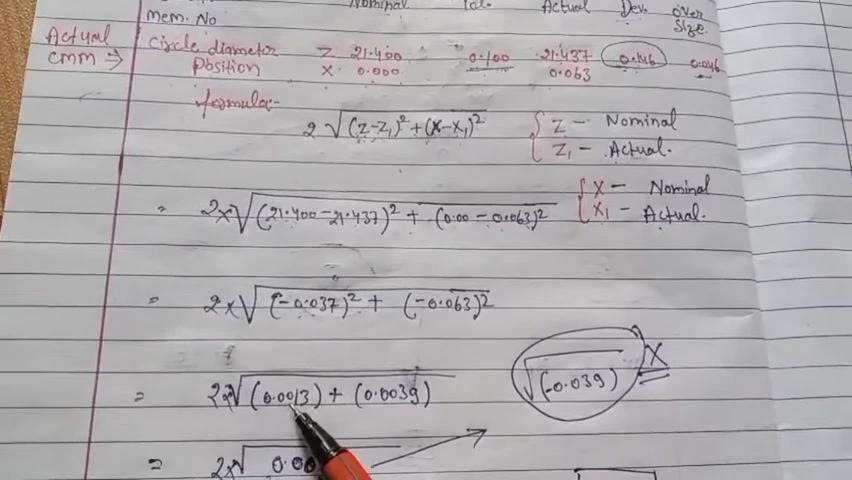 Nominal Tol. Actual Dev. over Size.
mem. No
Actual CMM ⇒ Circle diameter Z 21.400 0.100 21.437 0.146 0.046
Position X 0.000 0.063
formula:-
2√(Z-Z₁)²+(X-X₁)² { Z - Nominal
Z₁ - Actual.
= 2×√(21.400-21.437)² + (0.00-0.063)² { X - Nominal
X₁ - Actual.
= 2×√(-0.037)² + (-0.063)²
= 2×√(0.0013) + (0.0039) √(-0.039) X
= 2×√0.00